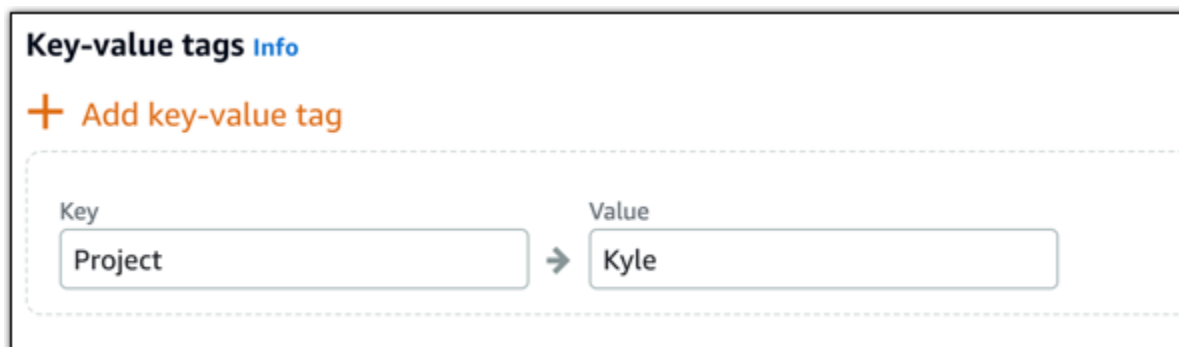 Key-value tags Info
+ Add key-value tag
Key Value
Project → Kyle